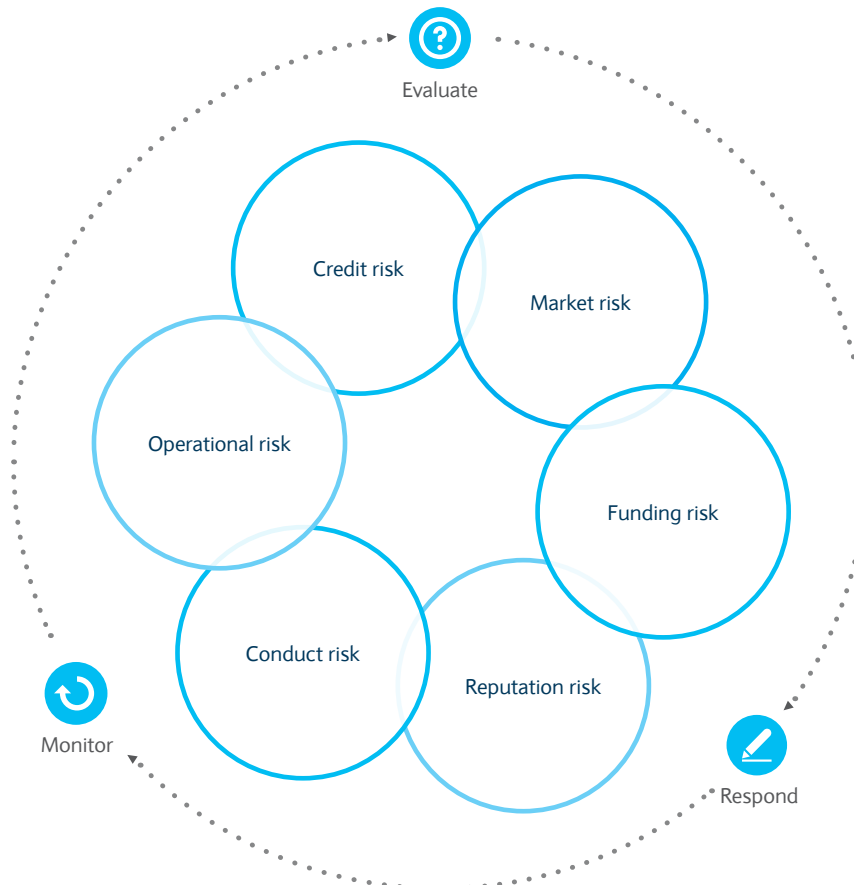 Evaluate
Credit risk
Market risk
Operational risk
Funding risk
Conduct risk
Reputation risk
Monitor
Respond